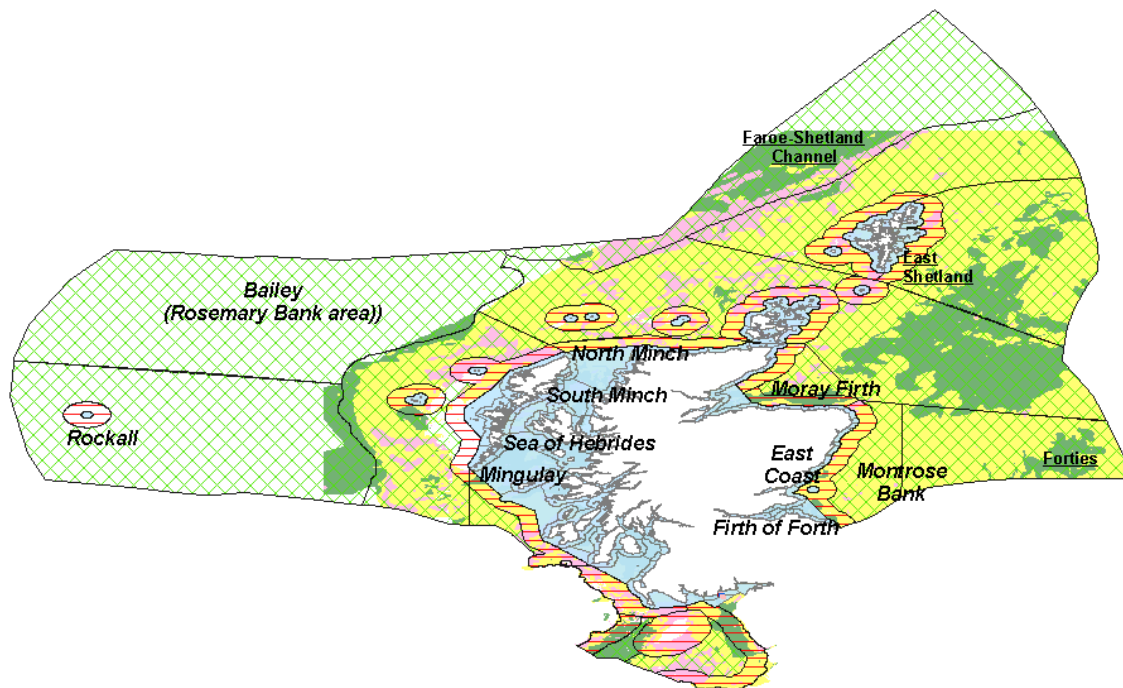 Faroe-Shetland
Channel
East
Shetland
Bailey
(Rosemary Bank area))
North Minch
South Minch
Moray Firth
Rockall
Sea of Hebrides
Mingulay
East
Coast
Montrose
Bank
Forties
Firth of Forth